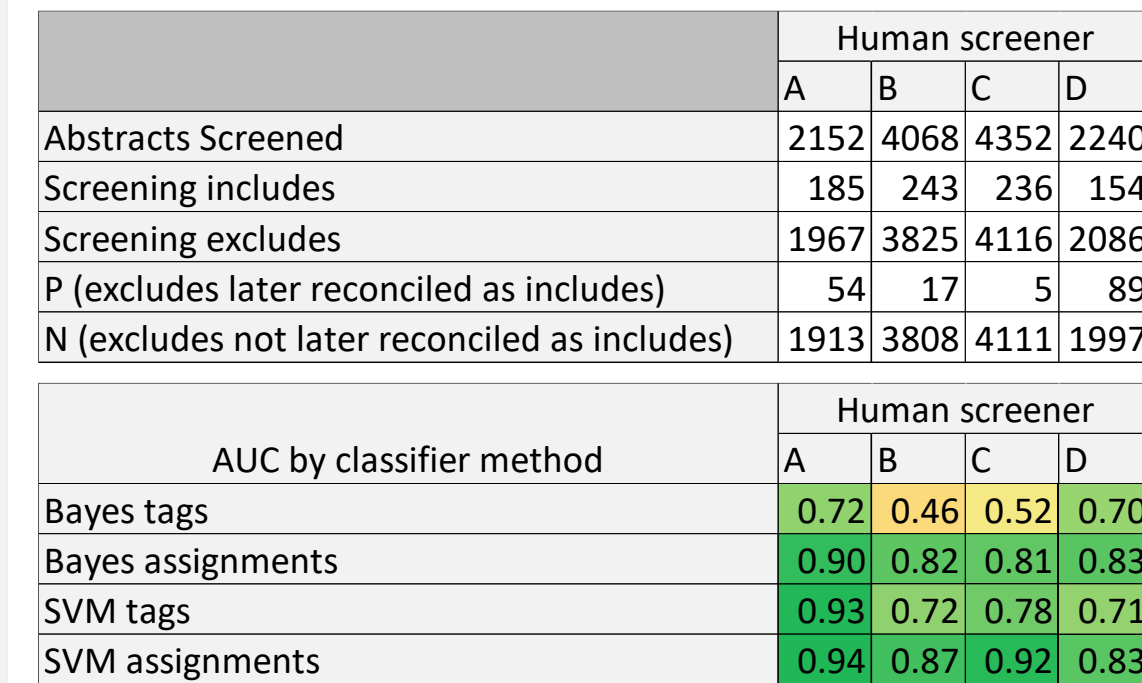 Human screener
A B C D
Abstracts Screened 2152 4068 4352 2240
Screening includes 185 243 236 154
Screening excludes 1967 3825 4116 2086
P (excludes later reconciled as includes) 54 17 5 89
N (excludes not later reconciled as includes) 1913 3808 4111 1997
Human screener
AUC by classifier method A B C D
Bayes tags 0.72 0.46 0.52 0.70
Bayes assignments 0.90 0.82 0.81 0.83
SVM tags 0.93 0.72 0.78 0.71
SVM assignments 0.94 0.87 0.92 0.83